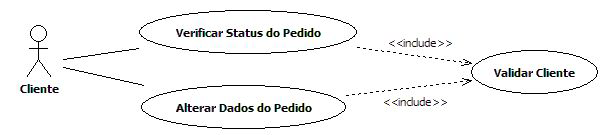 Verificar Status do Pedido
<<include>>
Validar Cliente
Cliente
Alterar Dados do Pedido
<<include>>